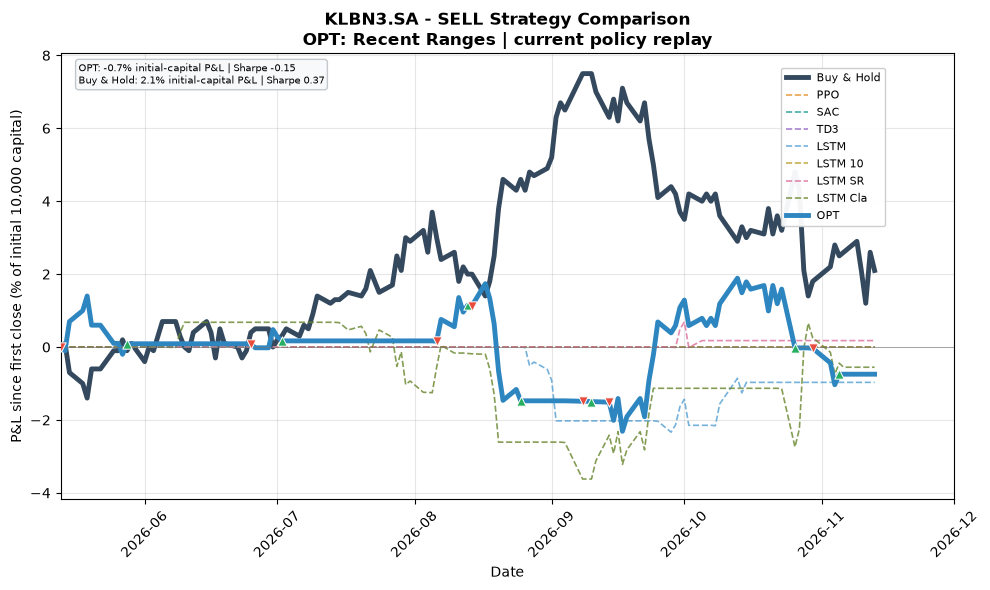 KLBN3.SA - SELL Strategy Comparison
OPT: Recent Ranges | current policy replay
OPT: -0.7% initial-capital P&L | Sharpe -0.15
Buy & Hold: 2.1% initial-capital P&L | Sharpe 0.37
Buy & Hold
PPO
SAC
TD3
LSTM
LSTM 10
LSTM SR
LSTM Cla
OPT
P&L since first close (% of initial 10,000 capital)
8
6
4
2
0
−2
−4
2026-06
2026-07
2026-08
2026-09
2026-10
2026-11
2026-12
Date